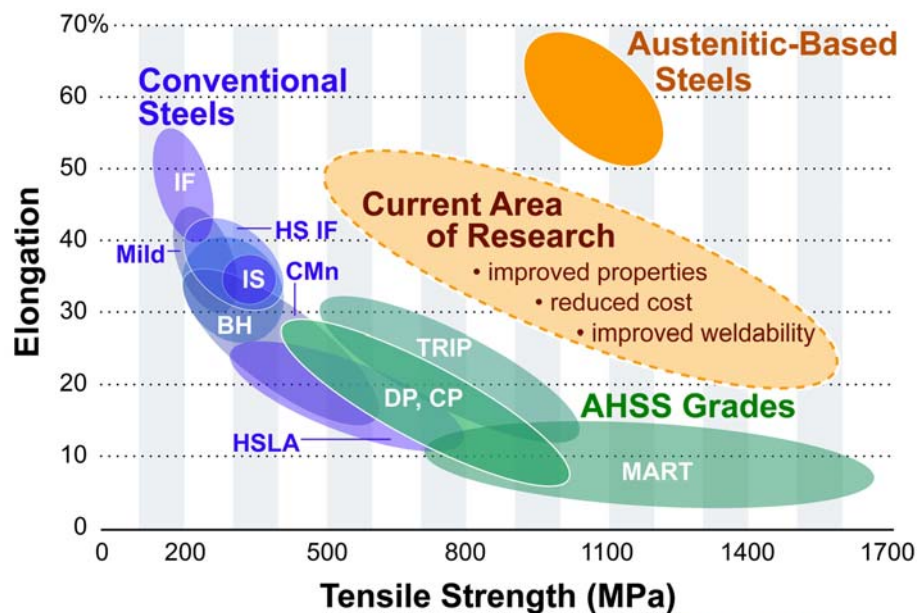 70%
60
50
40
30
20
10
0
Elongation
Conventional
Steels
Austenitic-Based
Steels
IF
HS IF
Mild
IS
CMn
BH
HSLA
Current Area
of Research
• improved properties
• reduced cost
• improved weldability
TRIP
DP, CP
AHSS Grades
MART
0 200 500 800 1100 1400 1700
Tensile Strength (MPa)